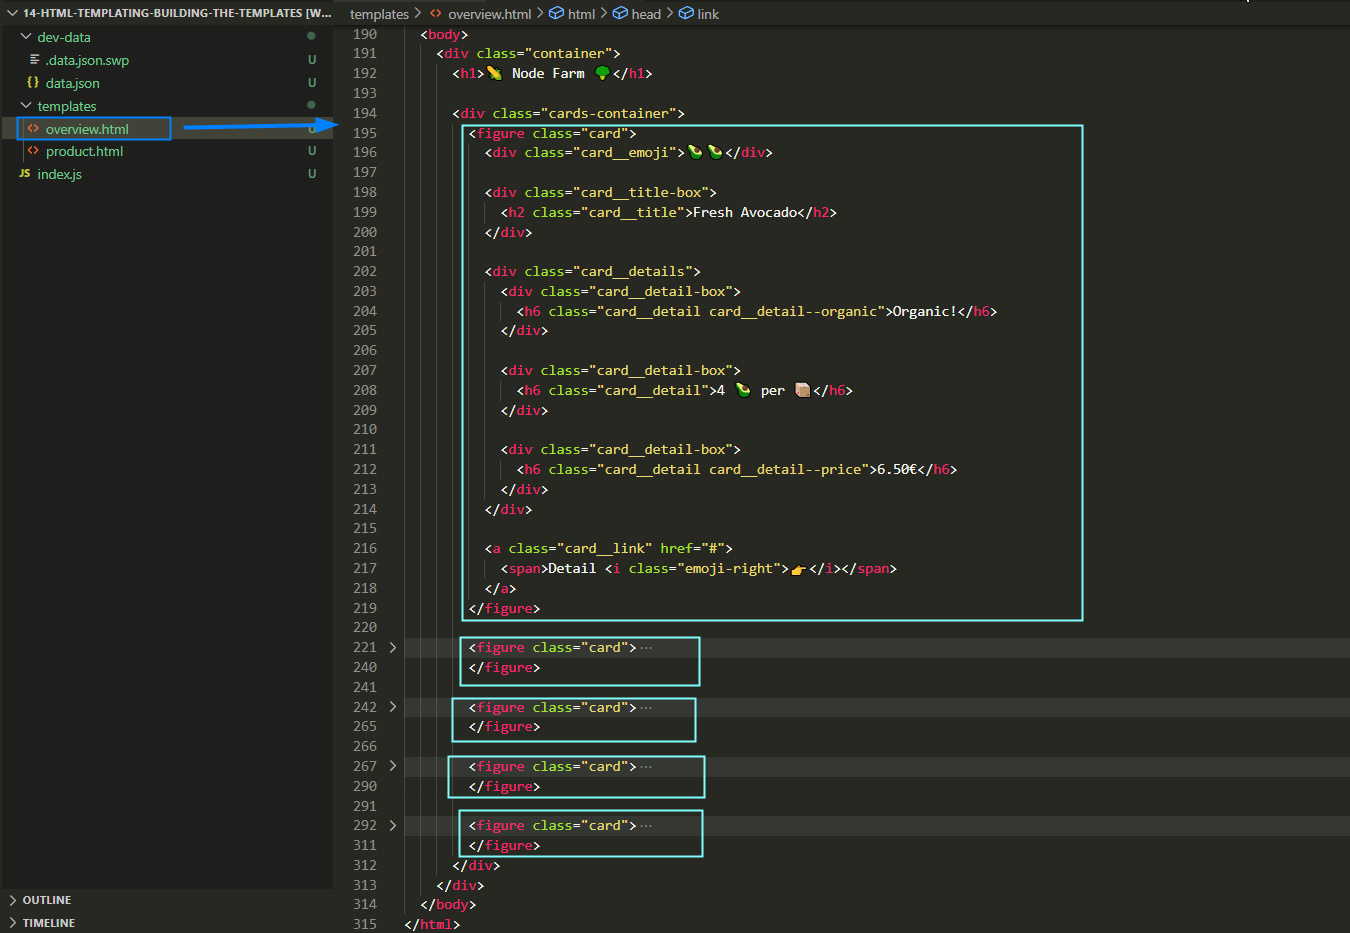 14-HTML-TEMPLATING-BUILDING-THE-TEMPLATES [W...
dev-data
.data.json.swp U
{} data.json U
templates
<> overview.html U
<> product.html U
JS index.js U
OUTLINE
TIMELINE
templates > <> overview.html > html > head > link
190 <body>
191 <div class="container">
192 <h1>🌽 Node Farm 🥦</h1>
193
194 <div class="cards-container">
195 <figure class="card">
196 <div class="card__emoji">🥑🥑</div>
197
198 <div class="card__title-box">
199 <h2 class="card__title">Fresh Avocado</h2>
200 </div>
201
202 <div class="card__details">
203 <div class="card__detail-box">
204 <h6 class="card__detail card__detail--organic">Organic!</h6>
205 </div>
206
207 <div class="card__detail-box">
208 <h6 class="card__detail">4 🥑 per 📦</h6>
209 </div>
210
211 <div class="card__detail-box">
212 <h6 class="card__detail card__detail--price">6.50€</h6>
213 </div>
214 </div>
215
216 <a class="card__link" href="#">
217 <span>Detail <i class="emoji-right">👉</i></span>
218 </a>
219 </figure>
220
221 <figure class="card">...
240 </figure>
241
242 <figure class="card">...
265 </figure>
266
267 <figure class="card">...
290 </figure>
291
292 <figure class="card">...
311 </figure>
312 </div>
313 </div>
314 </body>
315 </html>